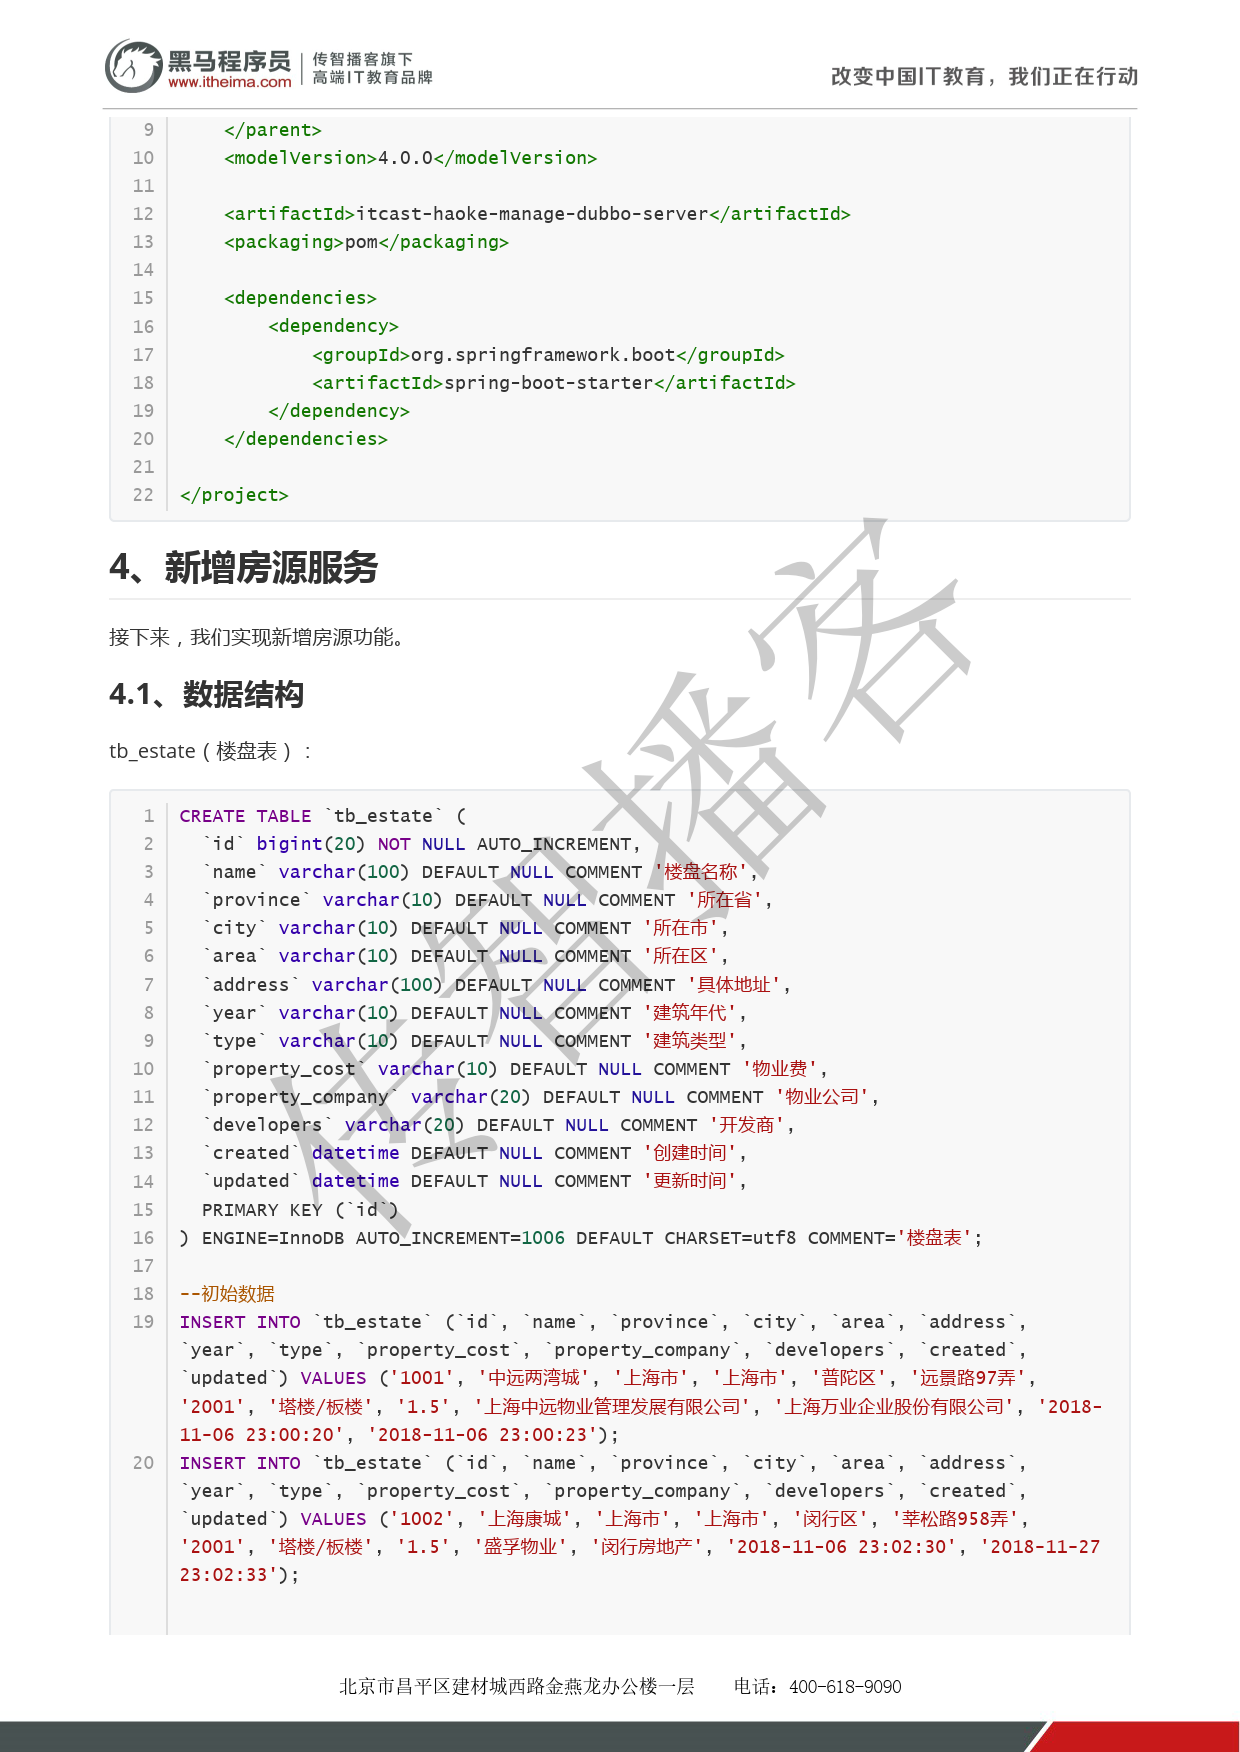 黑马程序员
www.itheima.com
传智播客旗下
高端IT教育品牌
改变中国IT教育，我们正在行动
9     </parent>
10     <modelVersion>4.0.0</modelVersion>
11
12     <artifactId>itcast-haoke-manage-dubbo-server</artifactId>
13     <packaging>pom</packaging>
14
15     <dependencies>
16         <dependency>
17             <groupId>org.springframework.boot</groupId>
18             <artifactId>spring-boot-starter</artifactId>
19         </dependency>
20     </dependencies>
21
22 </project>
4、新增房源服务
接下来，我们实现新增房源功能。
4.1、数据结构
tb_estate（楼盘表）：
1 CREATE TABLE `tb_estate` (
2   `id` bigint(20) NOT NULL AUTO_INCREMENT,
3   `name` varchar(100) DEFAULT NULL COMMENT '楼盘名称',
4   `province` varchar(10) DEFAULT NULL COMMENT '所在省',
5   `city` varchar(10) DEFAULT NULL COMMENT '所在市',
6   `area` varchar(10) DEFAULT NULL COMMENT '所在区',
7   `address` varchar(100) DEFAULT NULL COMMENT '具体地址',
8   `year` varchar(10) DEFAULT NULL COMMENT '建筑年代',
9   `type` varchar(10) DEFAULT NULL COMMENT '建筑类型',
10   `property_cost` varchar(10) DEFAULT NULL COMMENT '物业费',
11   `property_company` varchar(20) DEFAULT NULL COMMENT '物业公司',
12   `developers` varchar(20) DEFAULT NULL COMMENT '开发商',
13   `created` datetime DEFAULT NULL COMMENT '创建时间',
14   `updated` datetime DEFAULT NULL COMMENT '更新时间',
15   PRIMARY KEY (`id`)
16 ) ENGINE=InnoDB AUTO_INCREMENT=1006 DEFAULT CHARSET=utf8 COMMENT='楼盘表';
17
18 --初始数据
19 INSERT INTO `tb_estate` (`id`, `name`, `province`, `city`, `area`, `address`,
`year`, `type`, `property_cost`, `property_company`, `developers`, `created`,
`updated`) VALUES ('1001', '中远两湾城', '上海市', '上海市', '普陀区', '远景路97弄',
'2001', '塔楼/板楼', '1.5', '上海中远物业管理发展有限公司', '上海万业企业股份有限公司', '2018-
11-06 23:00:20', '2018-11-06 23:00:23');
20 INSERT INTO `tb_estate` (`id`, `name`, `province`, `city`, `area`, `address`,
`year`, `type`, `property_cost`, `property_company`, `developers`, `created`,
`updated`) VALUES ('1002', '上海康城', '上海市', '上海市', '闵行区', '莘松路958弄',
'2001', '塔楼/板楼', '1.5', '盛孚物业', '闵行房地产', '2018-11-06 23:02:30', '2018-11-27
23:02:33');
传智播客
北京市昌平区建材城西路金燕龙办公楼一层 电话：400-618-9090